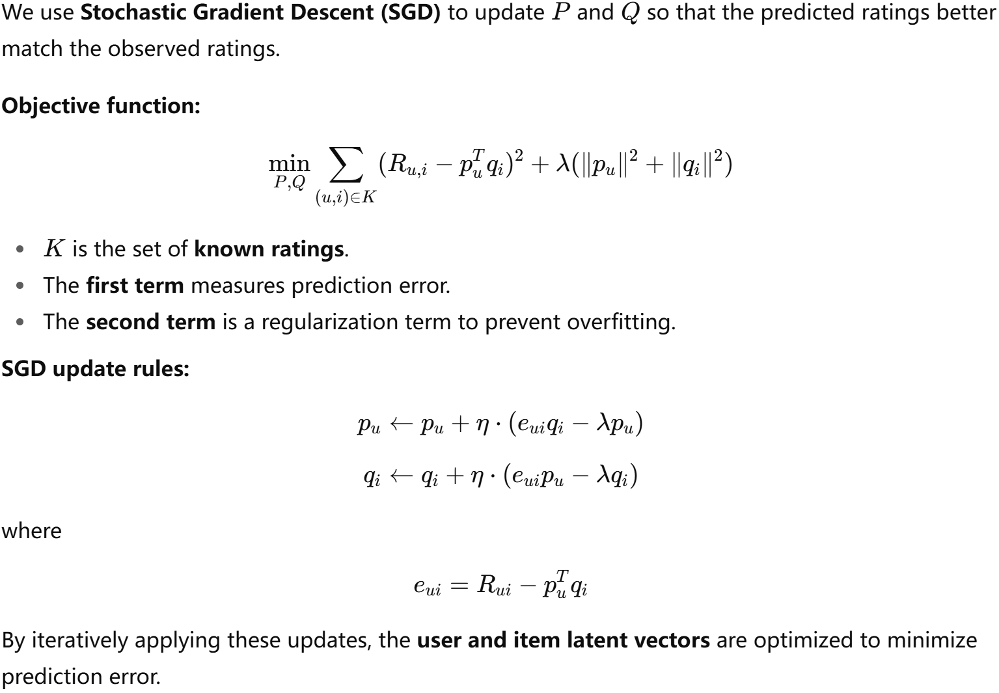 We use Stochastic Gradient Descent (SGD) to update P and Q so that the predicted ratings better
match the observed ratings.
Objective function:
\min_{P,Q} \sum_{(u,i)\in K} (R_{u,i} - p_u^T q_i)^2 + \lambda(\|p_u\|^2 + \|q_i\|^2)
• K is the set of known ratings.
• The first term measures prediction error.
• The second term is a regularization term to prevent overfitting.
SGD update rules:
p_u \leftarrow p_u + \eta \cdot (e_{ui} q_i - \lambda p_u)
q_i \leftarrow q_i + \eta \cdot (e_{ui} p_u - \lambda q_i)
where
e_{ui} = R_{ui} - p_u^T q_i
By iteratively applying these updates, the user and item latent vectors are optimized to minimize
prediction error.